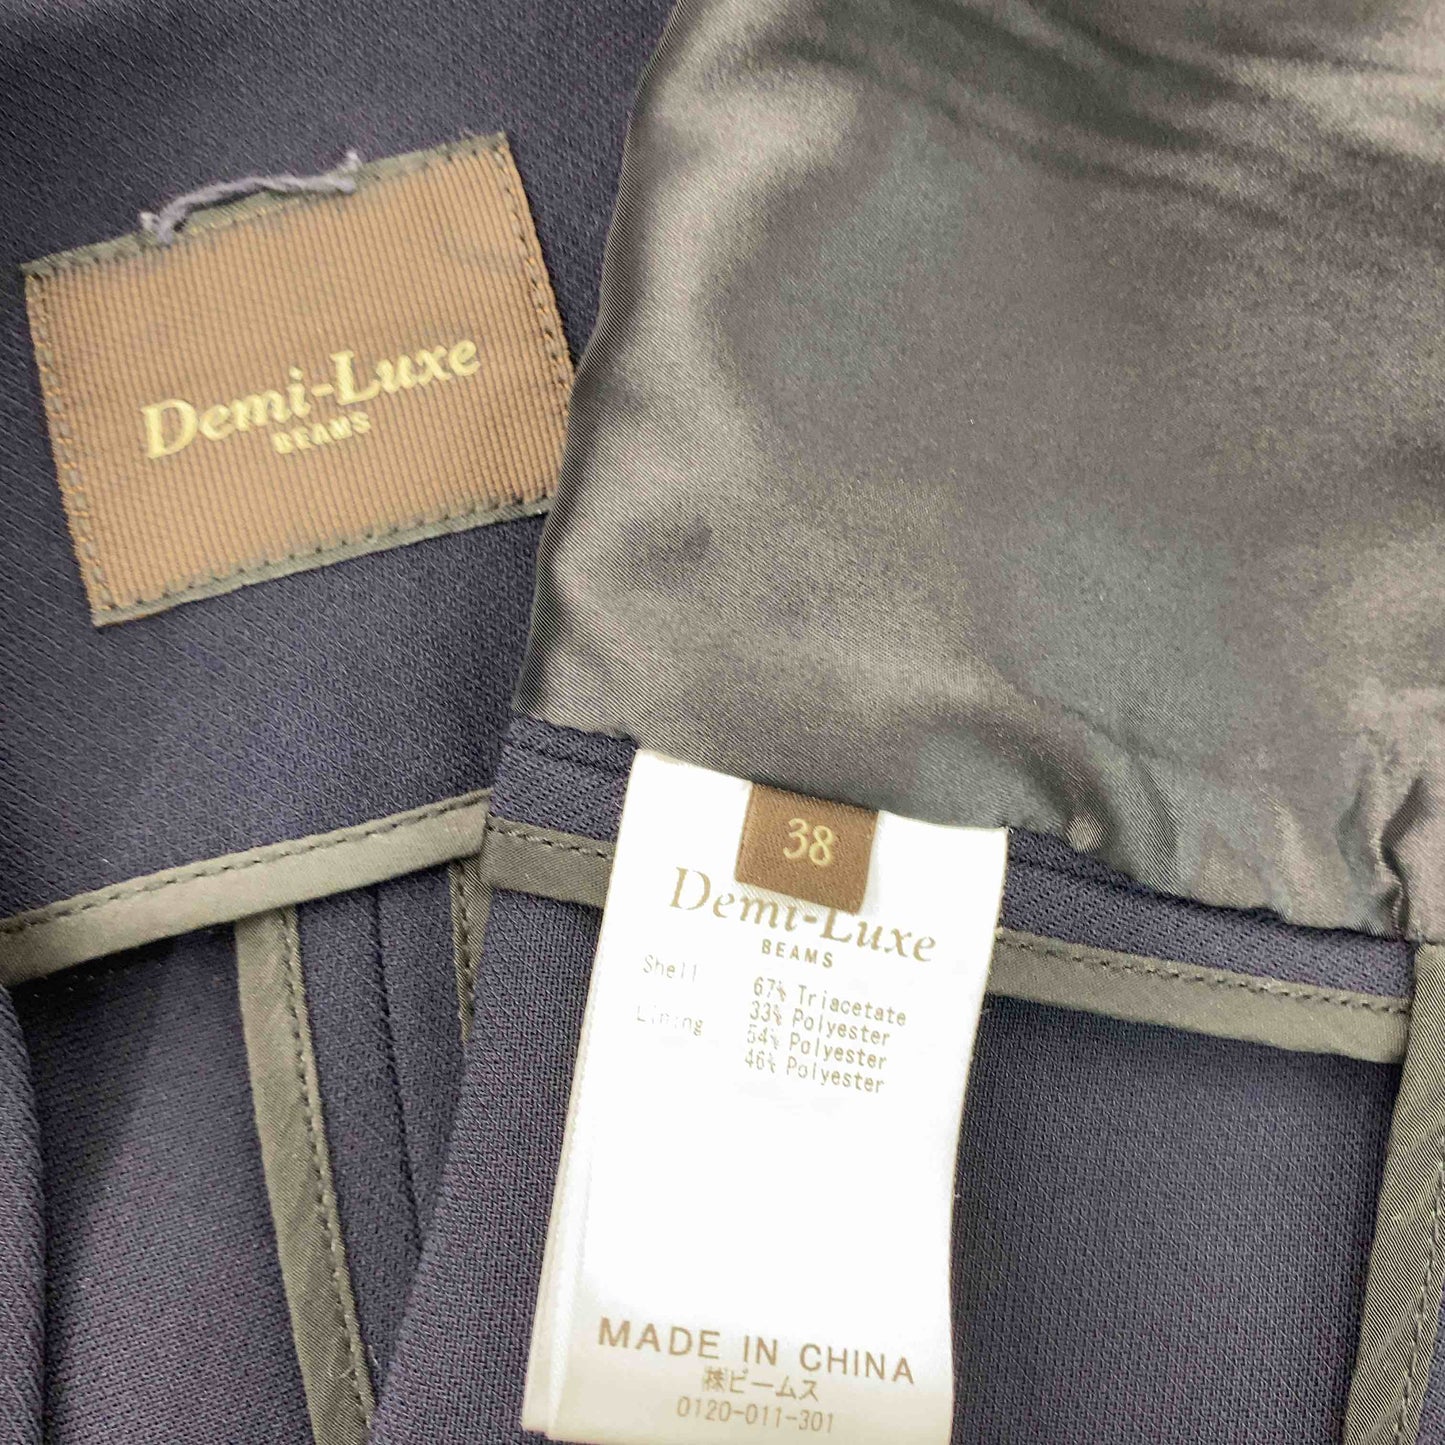 Demi-Luxe
BEAMS
38
Demi-Luxe
BEAMS
Shell 67% Triacetate
33% Polyester
Lining 54% Polyester
46% Polyester
MADE IN CHINA
㈱ビームス
0120-011-301